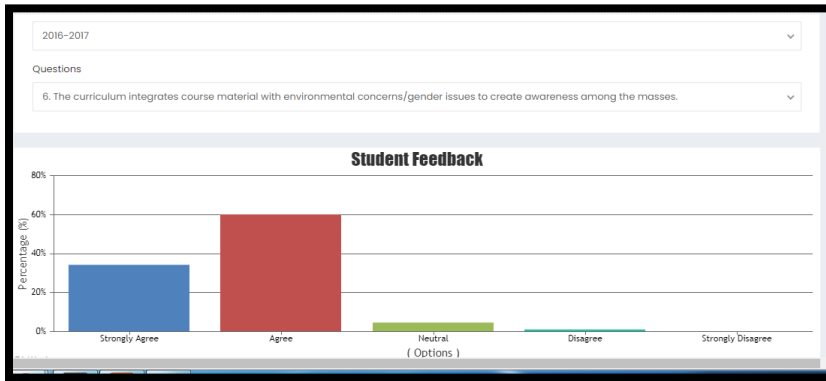 2016-2017
Questions
6. The curriculum integrates course material with environmental concerns/gender issues to create awareness among the masses.
Student Feedback
80%
60%
40%
20%
0%
Percentage (%)
Strongly Agree Agree Neutral Disagree Strongly Disagree
( Options )